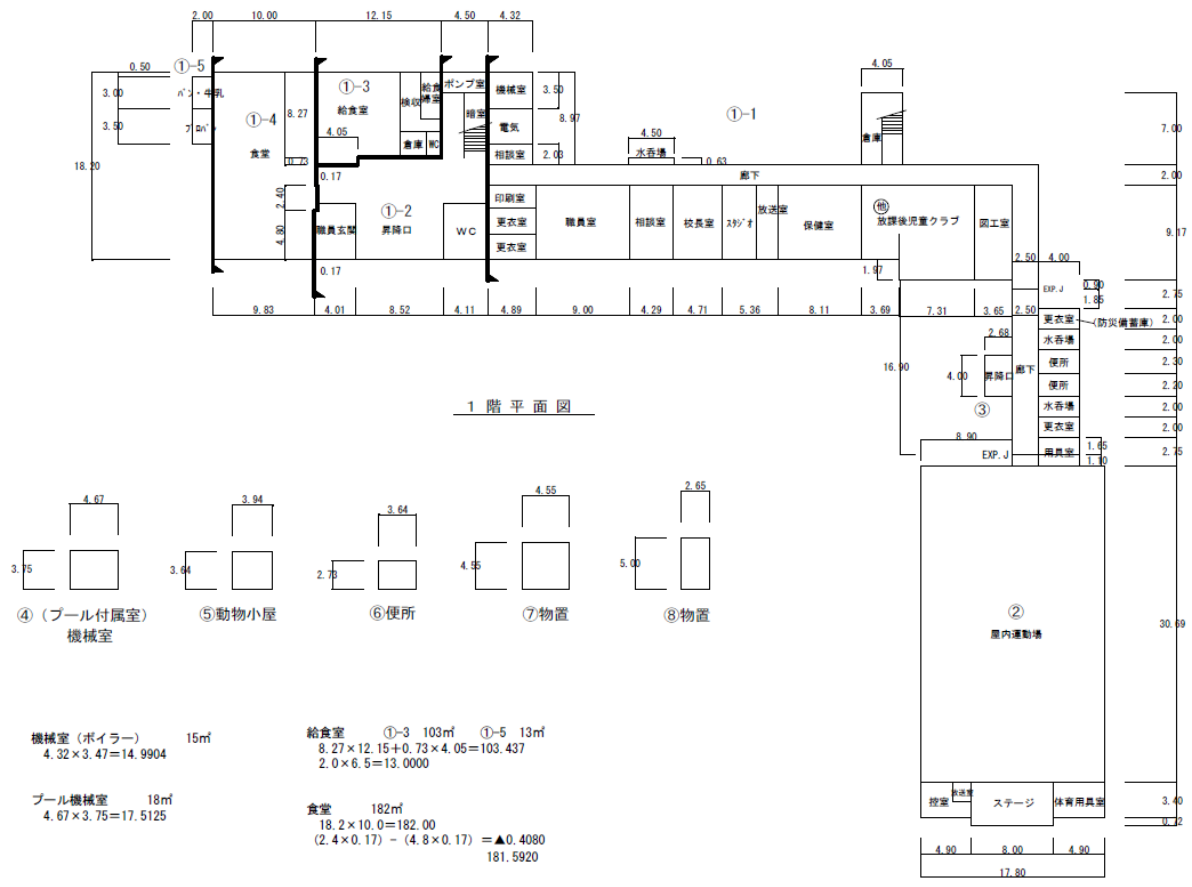 2.00
10.00
12.15
4.50
4.32
①-5
0.50
パン・牛乳
3.00
プロパン
3.50
18.20
①-4
食堂
8.27
0.73
①-3
給食室
4.05
検収
倉庫
WC
ポンプ室
暗室
機械室
3.50
電気
8.97
相談室
2.03
①-1
4.05
倉庫
7.00
4.50
水呑場
0.63
廊下
2.00
0.17
2.40
4.80
0.17
①-2
職員玄関
昇降口
WC
印刷室
更衣室
更衣室
職員室
相談室
校長室
スタジオ
放送室
保健室
他
放課後児童クラブ
図工室
9.17
1.97
2.50
4.00
EXP.J
0.90
1.85
2.75
9.83
4.01
8.52
4.11
4.89
9.00
4.29
4.71
5.36
8.11
3.69
7.31
3.65
2.50
更衣室
(防災備蓄庫)
2.00
水呑場
2.00
便所
2.30
便所
2.20
水呑場
2.00
更衣室
2.00
用具室
1.65
1.10
2.75
2.68
4.00
昇降口
廊下
16.90
③
8.90
EXP.J
1階平面図
4.67
3.75
④(プール付属室)
機械室
3.94
3.64
⑤動物小屋
3.64
2.73
⑥便所
4.55
4.55
⑦物置
2.65
5.00
⑧物置
②
屋内運動場
30.69
控室
放送室
ステージ
体育用具室
3.40
0.72
4.90
8.00
4.90
17.80
機械室(ボイラー) 15㎡
4.32×3.47=14.9904
プール機械室 18㎡
4.67×3.75=17.5125
給食室 ①-3 103㎡ ①-5 13㎡
8.27×12.15+0.73×4.05=103.437
2.0×6.5=13.0000
食堂 182㎡
18.2×10.0=182.00
(2.4×0.17)-(4.8×0.17)=▲0.4080
181.5920